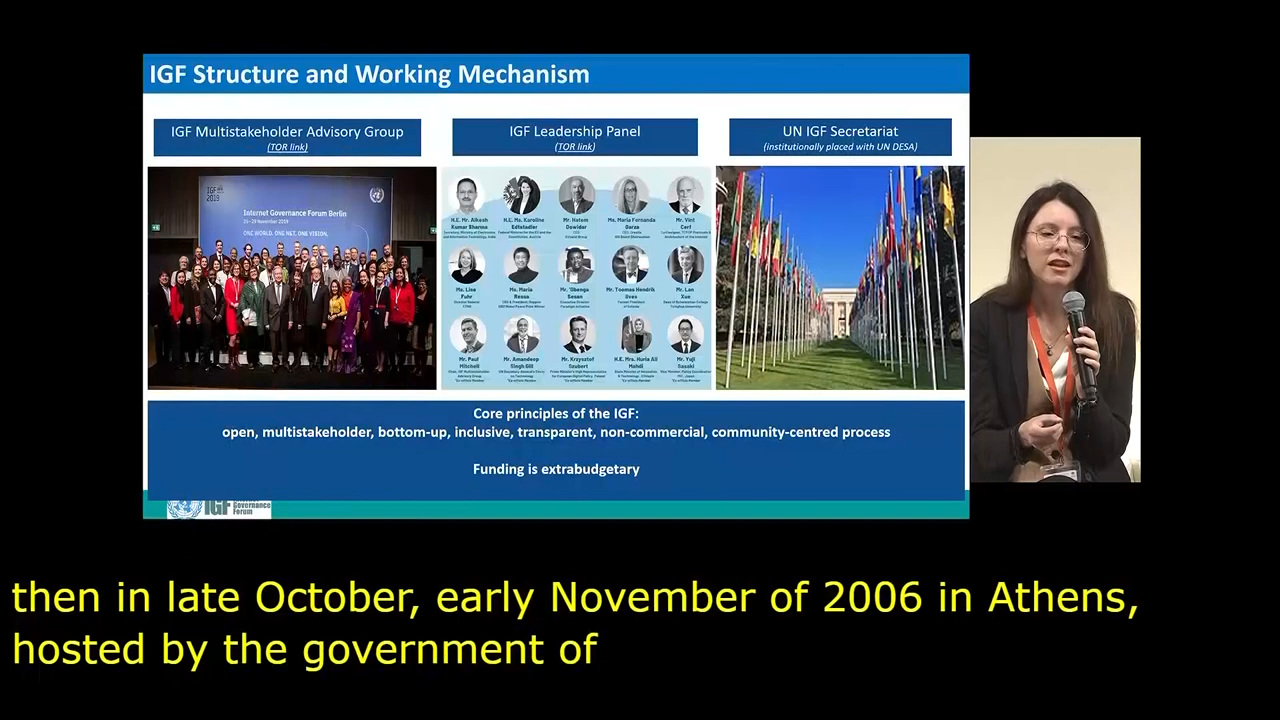 IGF Structure and Working Mechanism
IGF Multistakeholder Advisory Group
(TOR link)
IGF Leadership Panel
(TOR link)
UN IGF Secretariat
(institutionally placed with UN DESA)
IGF
2019
Internet Governance Forum Berlin
ONE WORLD. ONE NET. ONE VISION.
H.E. Mr. Alkesh
Kumar Sharma
H.E. Ms. Karoline
Edtstadler
Mr. Hatem
Dowidar
Ms. Maria Fernanda
Garza
Mr. Vint
Cerf
Ms. Lise
Fuhr
Ms. Maria
Ressa
Mr. 'Gbenga
Sesan
Mr. Toomas Hendrik
Ilves
Mr. Lan
Xue
Mr. Paul
Mitchell
Mr. Amandeep
Singh Gill
Mr. Krzysztof
Szubert
H.E. Mrs. Huria Ali
Mahdi
Mr. Yuji
Sasaki
Core principles of the IGF:
open, multistakeholder, bottom-up, inclusive, transparent, non-commercial, community-centred process
Funding is extrabudgetary
IGF
Governance
Forum
then in late October, early November of 2006 in Athens,
hosted by the government of